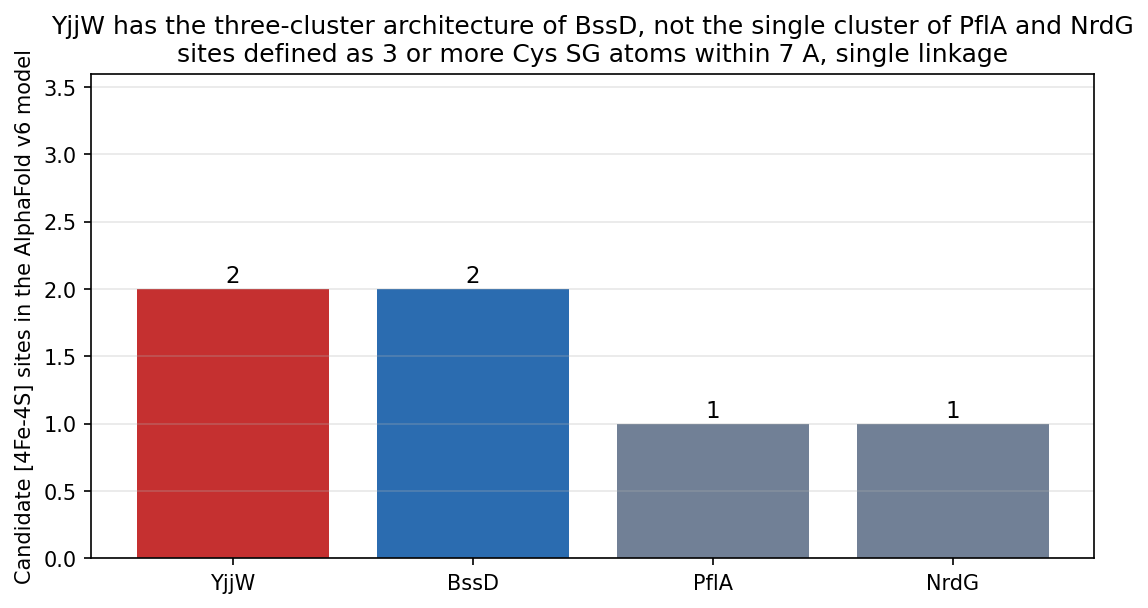 YjjW has the three-cluster architecture of BssD, not the single cluster of PflA and NrdG
sites defined as 3 or more Cys SG atoms within 7 A, single linkage
Candidate [4Fe-4S] sites in the AlphaFold v6 model
3.5
3.0
2.5
2.0
1.5
1.0
0.5
0.0
2
2
1
1
YjjW
BssD
PflA
NrdG